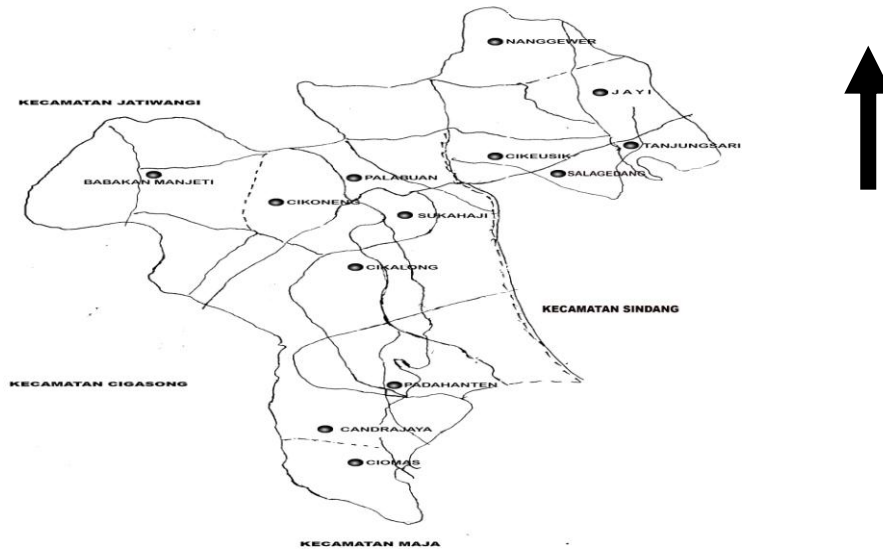 NANGGEWER
JAYI
KECAMATAN JATIWANGI
TANJUNGSARI
CIKEUSIK
SALAGEDANG
PALABUAN
BABAKAN MANJETI
CIKONENG
SUKAHAJI
CIKALONG
KECAMATAN SINDANG
KECAMATAN CIGASONG
PADAHANTEN
CANDRAJAYA
CIOMAS
KECAMATAN MAJA